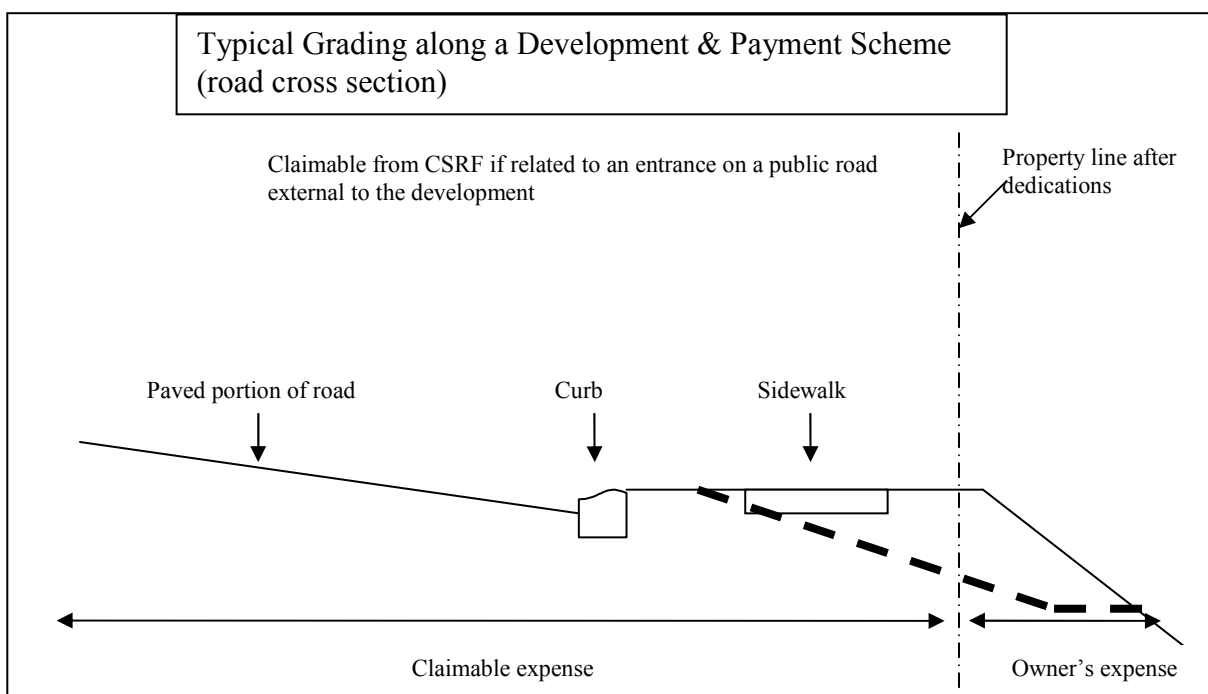 Typical Grading along a Development & Payment Scheme
(road cross section)
Claimable from CSRF if related to an entrance on a public road
external to the development
Property line after
dedications
Paved portion of road
Curb
Sidewalk
Claimable expense
Owner’s expense